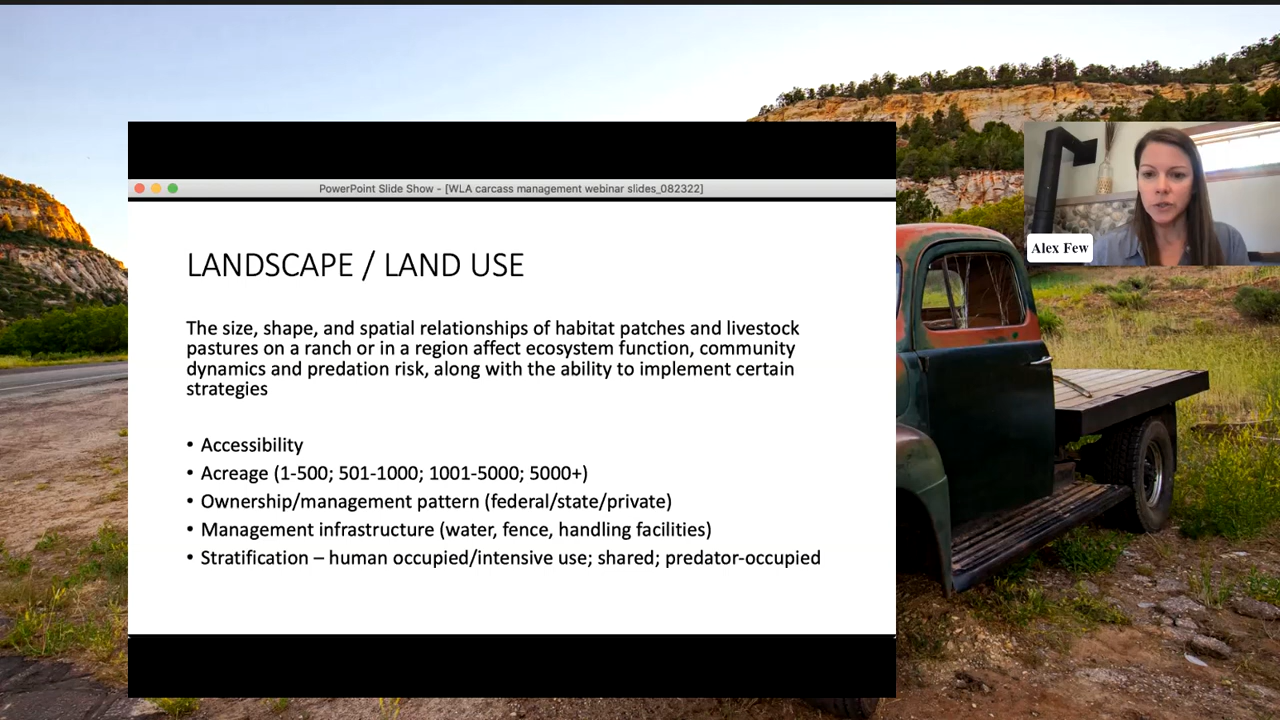 PowerPoint Slide Show - [WLA carcass management webinar slides_082322]
LANDSCAPE / LAND USE
The size, shape, and spatial relationships of habitat patches and livestock
pastures on a ranch or in a region affect ecosystem function, community
dynamics and predation risk, along with the ability to implement certain
strategies
• Accessibility
• Acreage (1-500; 501-1000; 1001-5000; 5000+)
• Ownership/management pattern (federal/state/private)
• Management infrastructure (water, fence, handling facilities)
• Stratification – human occupied/intensive use; shared; predator-occupied
Alex Few